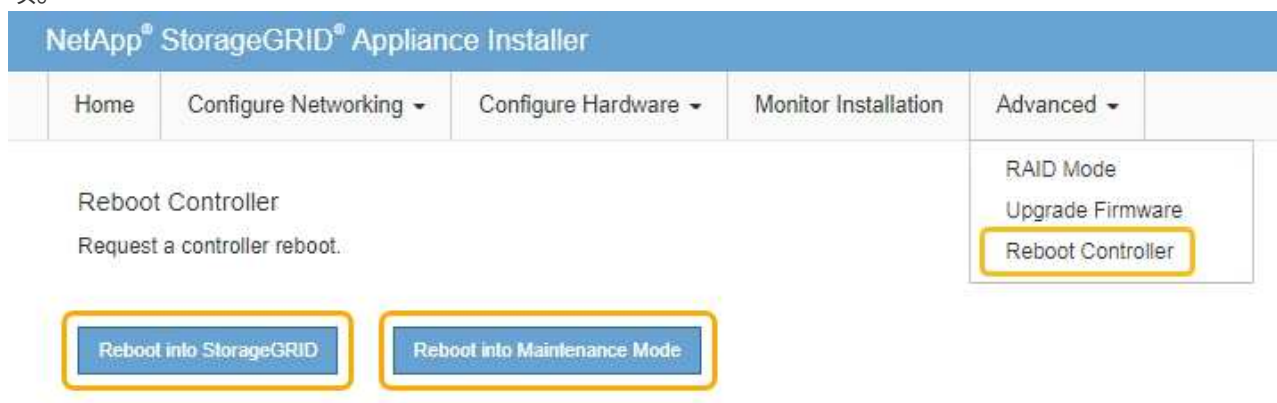 页。
NetApp® StorageGRID® Appliance Installer
Home
Configure Networking
Configure Hardware
Monitor Installation
Advanced
RAID Mode
Upgrade Firmware
Reboot Controller
Reboot Controller
Request a controller reboot.
Reboot into StorageGRID
Reboot into Maintenance Mode